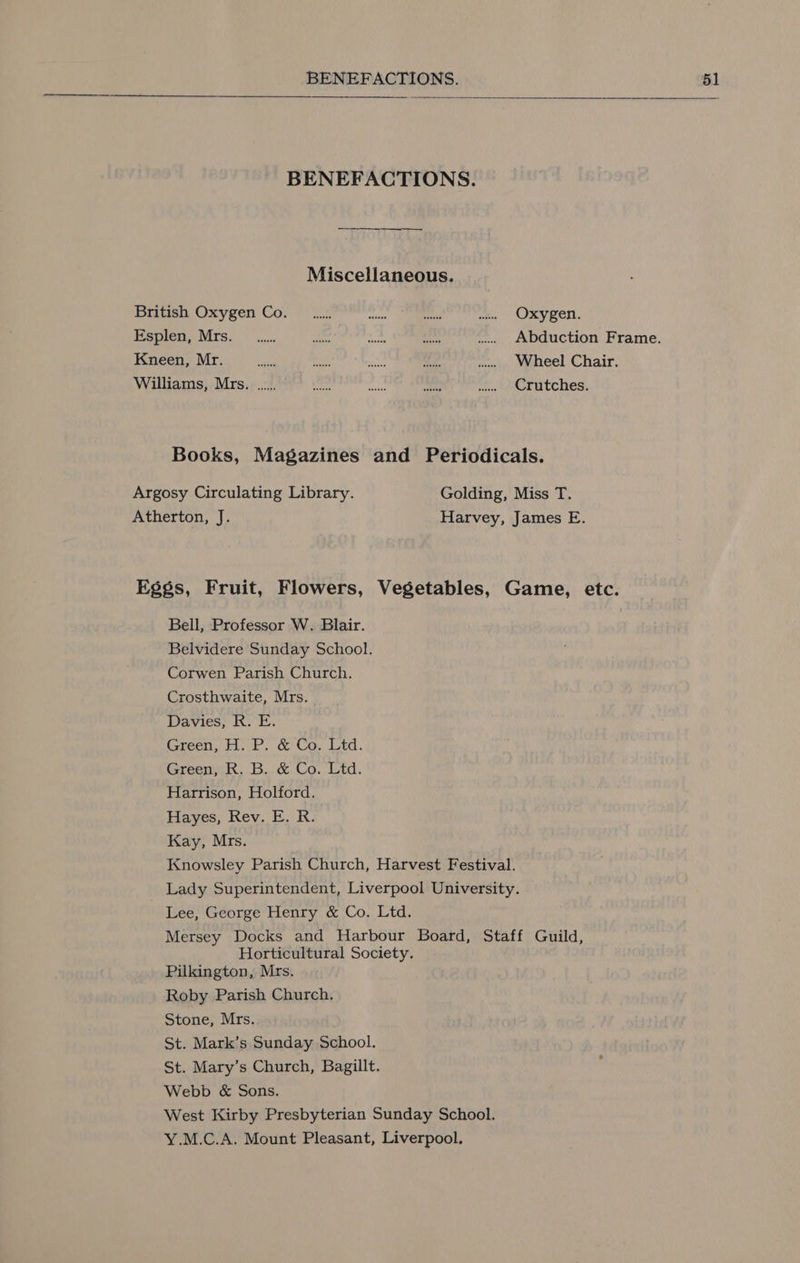 BENEFACTIONS. 51
BENEFACTIONS.
Miscellaneous.
British Oxygen Co. ...... ...... ...... ...... Oxygen.
Esplen, Mrs. ...... ...... ...... ...... ...... Abduction Frame.
Kneen, Mr. ...... ...... ...... ...... ...... Wheel Chair.
Williams, Mrs. ...... ...... ...... ...... ...... Crutches.
Books, Magazines and Periodicals.
Argosy Circulating Library. Golding, Miss T.
Atherton, J. Harvey, James E.
Eggs, Fruit, Flowers, Vegetables, Game, etc.
Bell, Professor W. Blair.
Belvidere Sunday School.
Corwen Parish Church.
Crosthwaite, Mrs.
Davies, R. E.
Green, H. P. & Co. Ltd.
Green, R. B. & Co. Ltd.
Harrison, Holford.
Hayes, Rev. E. R.
Kay, Mrs.
Knowsley Parish Church, Harvest Festival.
Lady Superintendent, Liverpool University.
Lee, George Henry & Co. Ltd.
Mersey Docks and Harbour Board, Staff Guild,
Horticultural Society.
Pilkington, Mrs.
Roby Parish Church.
Stone, Mrs.
St. Mark's Sunday School.
St. Mary's Church, Bagillt.
Webb & Sons.
West Kirby Presbyterian Sunday School.
Y.M.C.A. Mount Pleasant, Liverpool.